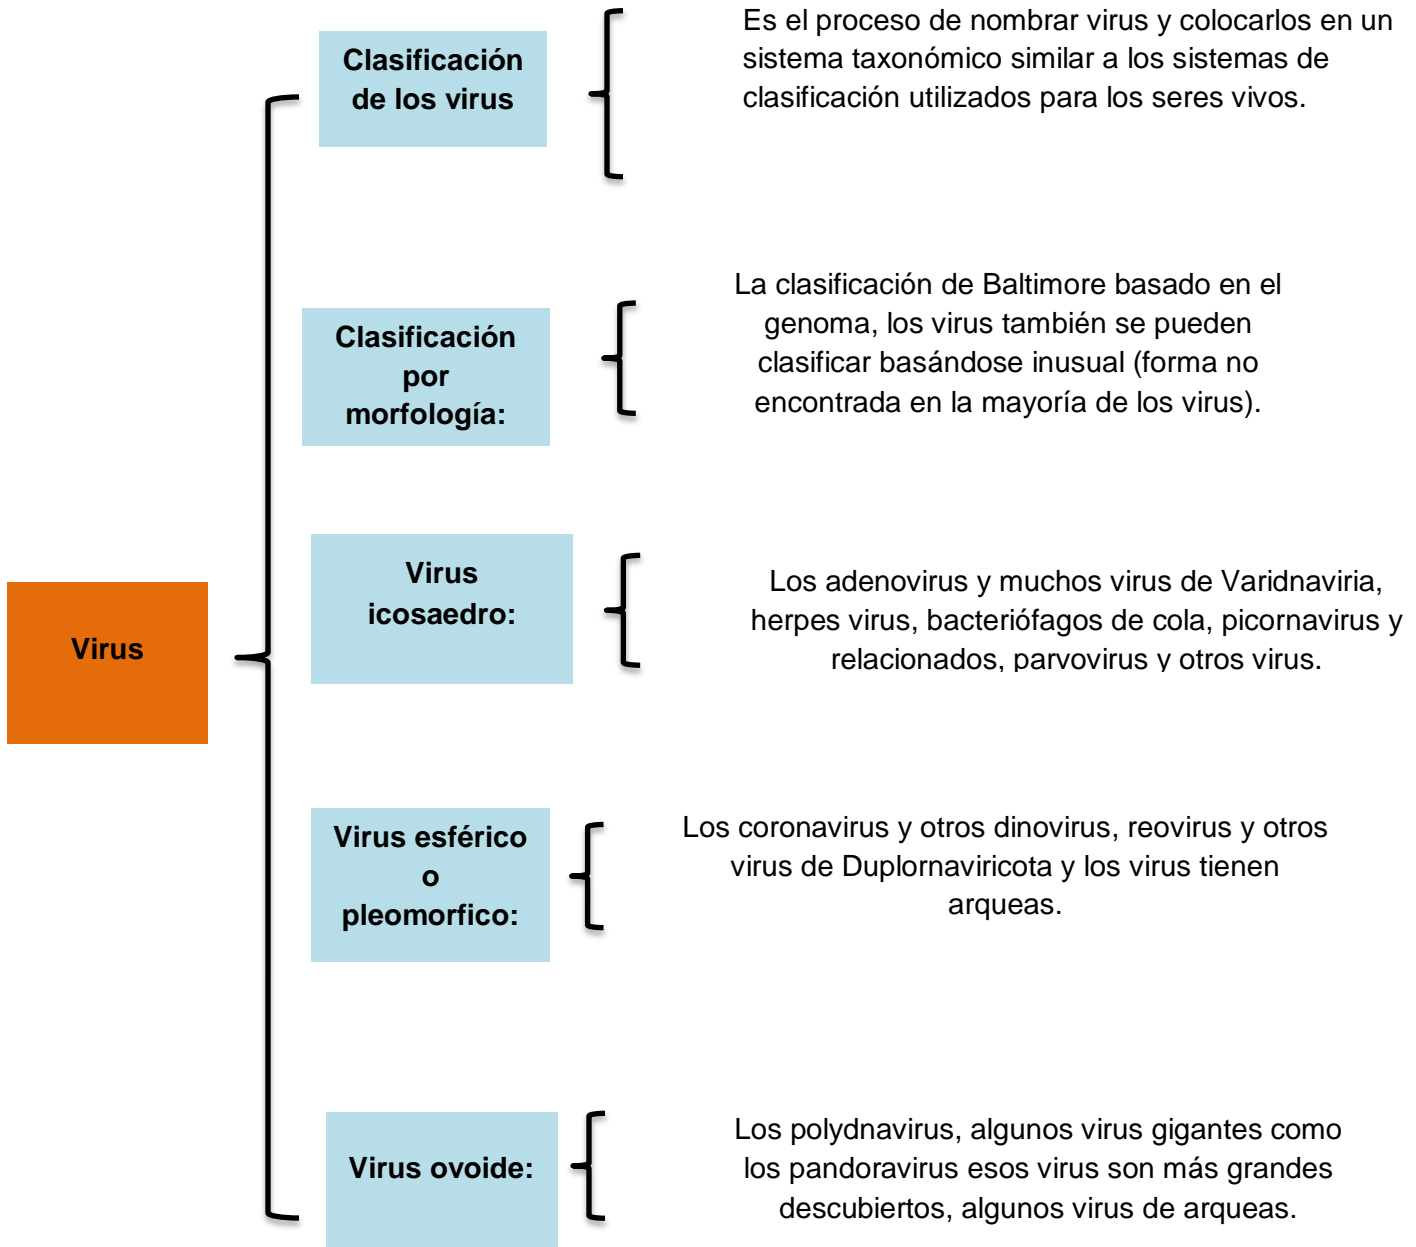 Virus
Clasificación
de los virus
Es el proceso de nombrar virus y colocarlos en un
sistema taxonómico similar a los sistemas de
clasificación utilizados para los seres vivos.
Clasificación
por
morfología:
La clasificación de Baltimore basado en el
genoma, los virus también se pueden
clasificar basándose inusual (forma no
encontrada en la mayoría de los virus).
Virus
icosaedro:
Los adenovirus y muchos virus de Varidnaviria,
herpes virus, bacteriófagos de cola, picornavirus y
relacionados, parvovirus y otros virus.
Virus esférico
o
pleomorfico:
Los coronavirus y otros dinovirus, reovirus y otros
virus de Duplornaviricota y los virus tienen
arqueas.
Virus ovoide:
Los polydnavirus, algunos virus gigantes como
los pandoravirus esos virus son más grandes
descubiertos, algunos virus de arqueas.